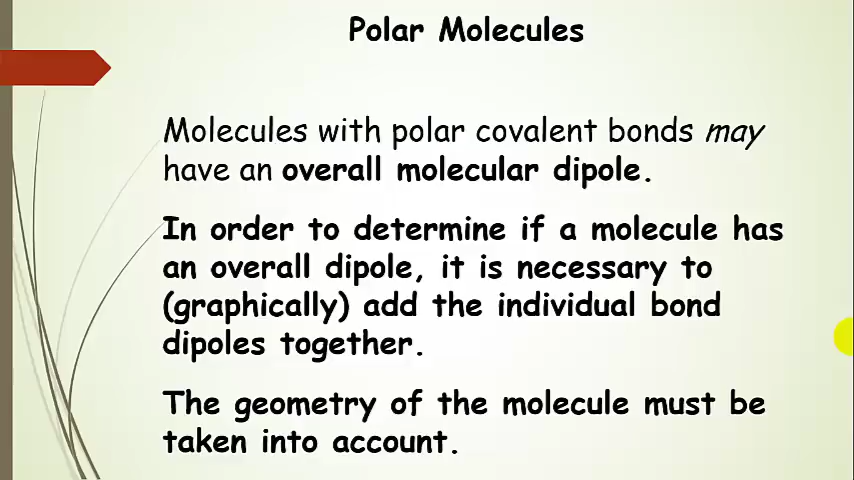 Polar Molecules
Molecules with polar covalent bonds may
have an overall molecular dipole.
In order to determine if a molecule has
an overall dipole, it is necessary to
(graphically) add the individual bond
dipoles together.
The geometry of the molecule must be
taken into account.